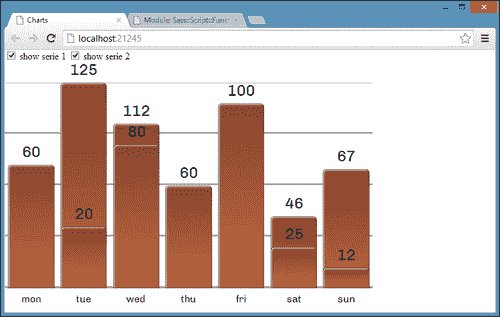 Charts
Module: Sass::Script::Func
localhost:21245
show serie 1 show serie 2
125
112
100
80
60
60
67
46
20
25
12
mon tue wed thu fri sat sun